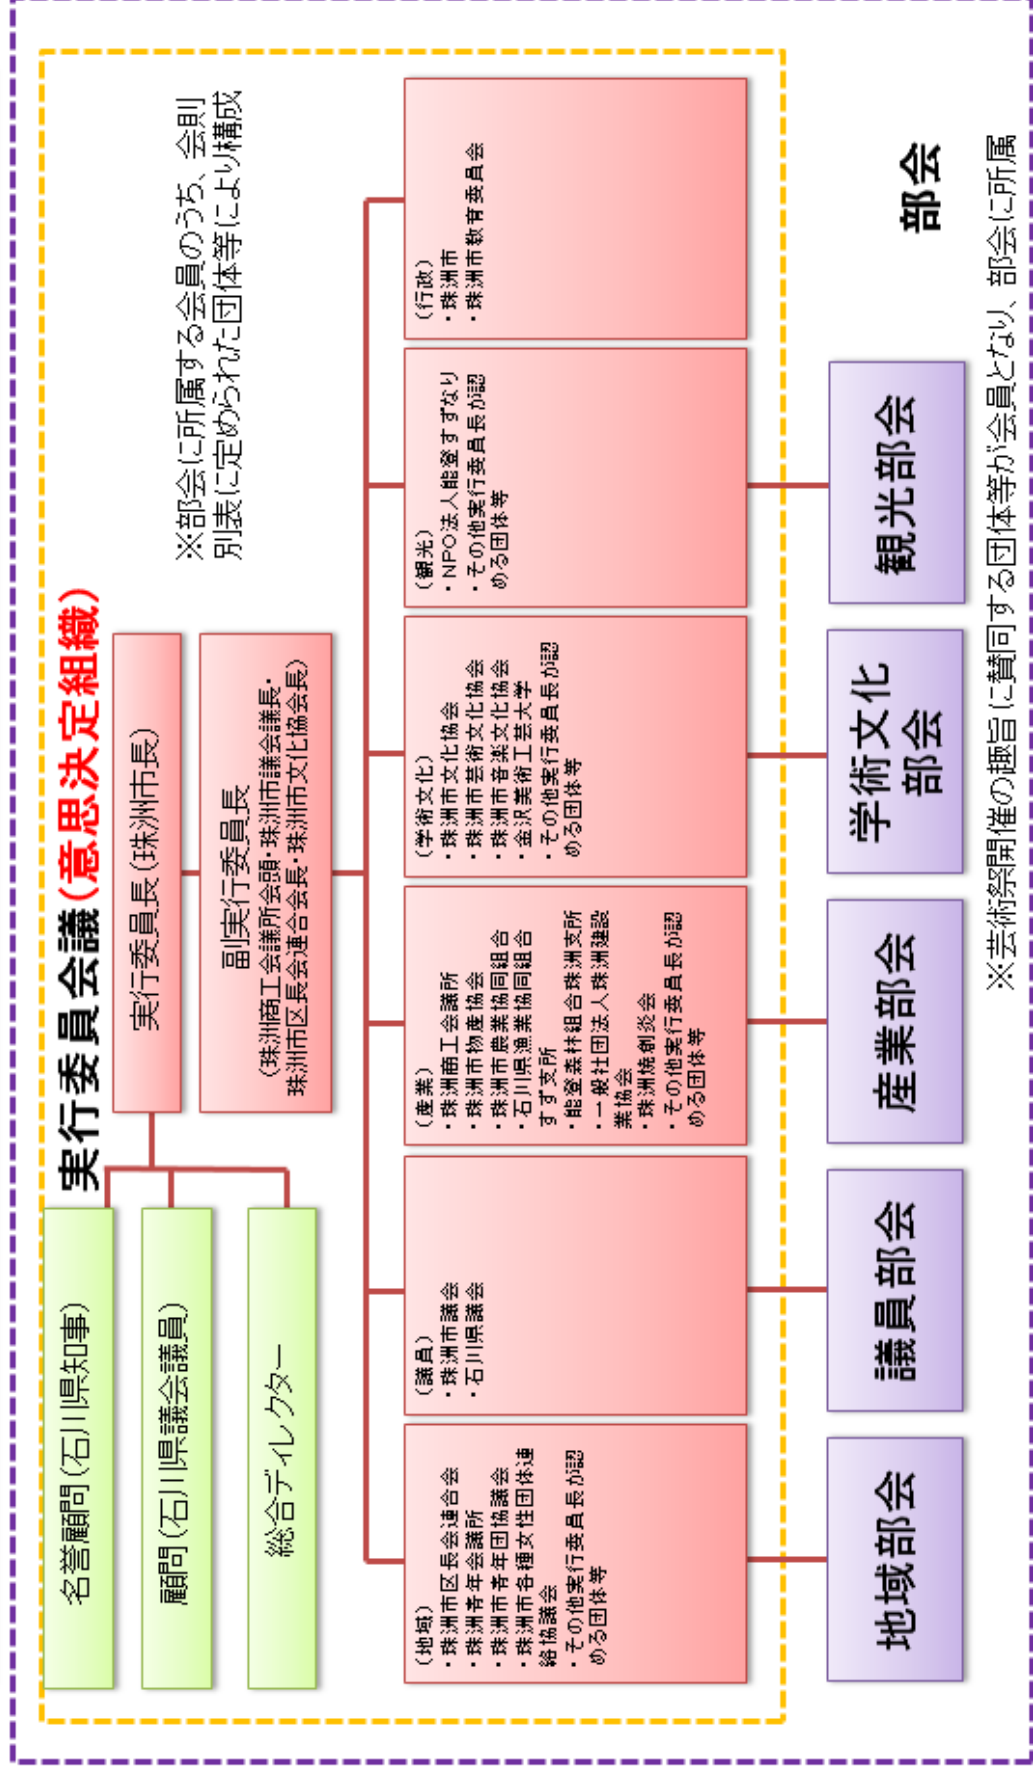 実行委員会議(意思決定組織)
名誉顧問(石川県知事)
顧問(石川県議会議員)
総合ディレクター
実行委員長(珠洲市長)
副実行委員長
(珠洲商工会議所会頭・珠洲市議会議長・
珠洲市区長会連合会長・珠洲市文化協会長)
※部会に所属する会員のうち、会則
別表に定められた団体等により構成
(地域)
・珠洲市区長会連合会
・珠洲青年会議所
・珠洲市青年団協議会
・珠洲市各種女性団体連
絡協議会
・その他実行委員長が認
める団体等
(議員)
・珠洲市議会
・石川県議会
(産業)
・珠洲商工会議所
・珠洲市物産協会
・珠洲市農業協同組合
・石川県漁業協同組合
すず支所
・能登森林組合珠洲支所
・一般社団法人珠洲建設
業協会
・珠洲焼創炎会
・その他実行委員長が認
める団体等
(学術文化)
・珠洲市文化協会
・珠洲市芸術文化協会
・珠洲市音楽文化協会
・金沢美術工芸大学
・その他実行委員長が認
める団体等
(観光)
・NPO法人能登すずなり
・その他実行委員長が認
める団体等
(行政)
・珠洲市
・珠洲市教育委員会
地域部会
議員部会
産業部会
学術文化
部会
観光部会
部会
※芸術祭開催の趣旨に賛同する団体等が会員となり、部会に所属